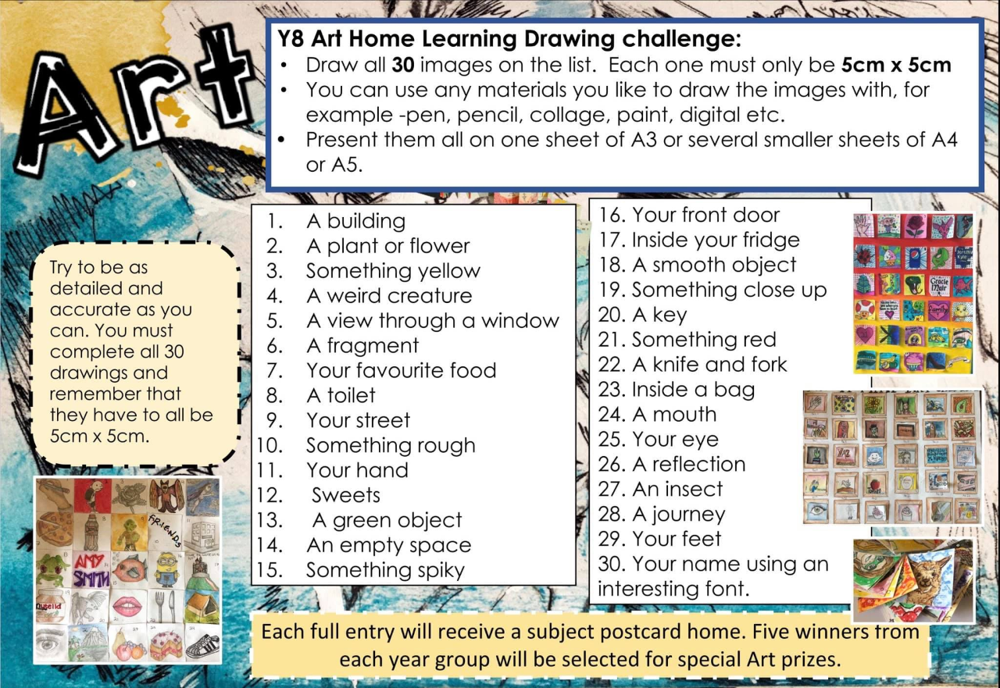 Art
Y8 Art Home Learning Drawing challenge:
• Draw all 30 images on the list. Each one must only be 5cm x 5cm
• You can use any materials you like to draw the images with, for
example -pen, pencil, collage, paint, digital etc.
• Present them all on one sheet of A3 or several smaller sheets of A4
or A5.
Try to be as
detailed and
accurate as you
can. You must
complete all 30
drawings and
remember that
they have to all be
5cm x 5cm.
1. A building
2. A plant or flower
3. Something yellow
4. A weird creature
5. A view through a window
6. A fragment
7. Your favourite food
8. A toilet
9. Your street
10. Something rough
11. Your hand
12. Sweets
13. A green object
14. An empty space
15. Something spiky
16. Your front door
17. Inside your fridge
18. A smooth object
19. Something close up
20. A key
21. Something red
22. A knife and fork
23. Inside a bag
24. A mouth
25. Your eye
26. A reflection
27. An insect
28. A journey
29. Your feet
30. Your name using an
interesting font.
FRIENDS
AMY
SMITH
nutella
Gracie
Mair
Family
Each full entry will receive a subject postcard home. Five winners from
each year group will be selected for special Art prizes.